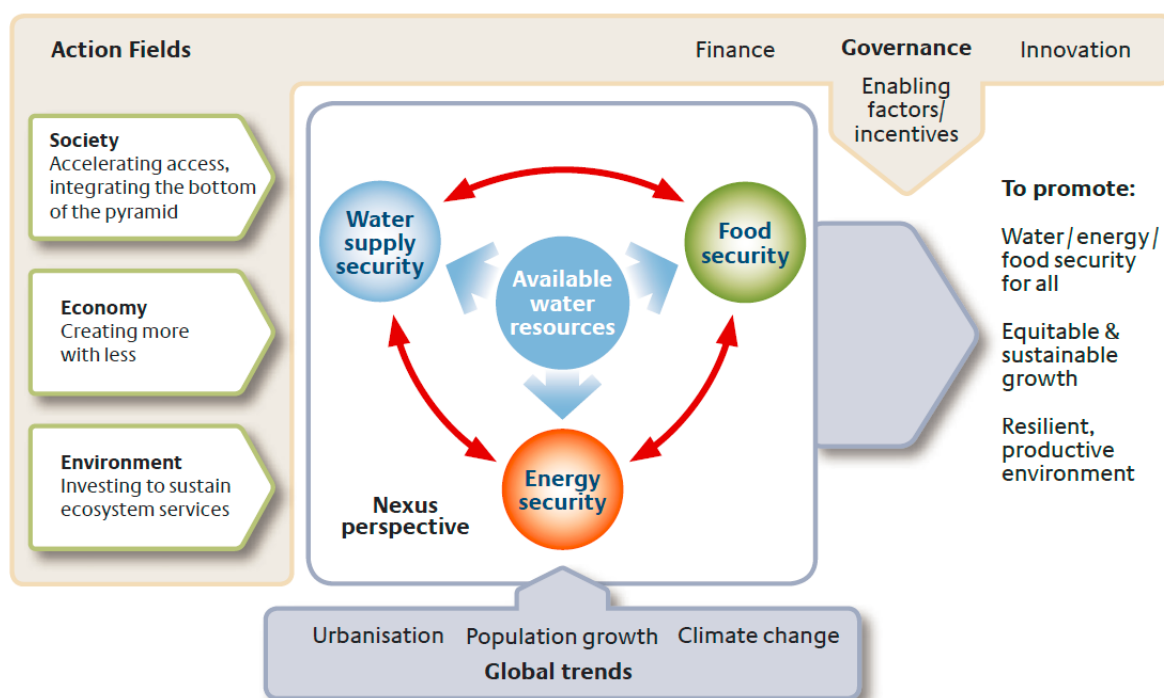 Action Fields
Finance
Governance
Innovation
Enabling
factors/
incentives
Society
Accelerating access,
integrating the bottom
of the pyramid
Economy
Creating more
with less
Environment
Investing to sustain
ecosystem services
Water
supply
security
Food
security
Available
water
resources
Energy
security
Nexus
perspective
To promote:
Water / energy /
food security
for all
Equitable &
sustainable
growth
Resilient,
productive
environment
Urbanisation
Population growth
Climate change
Global trends